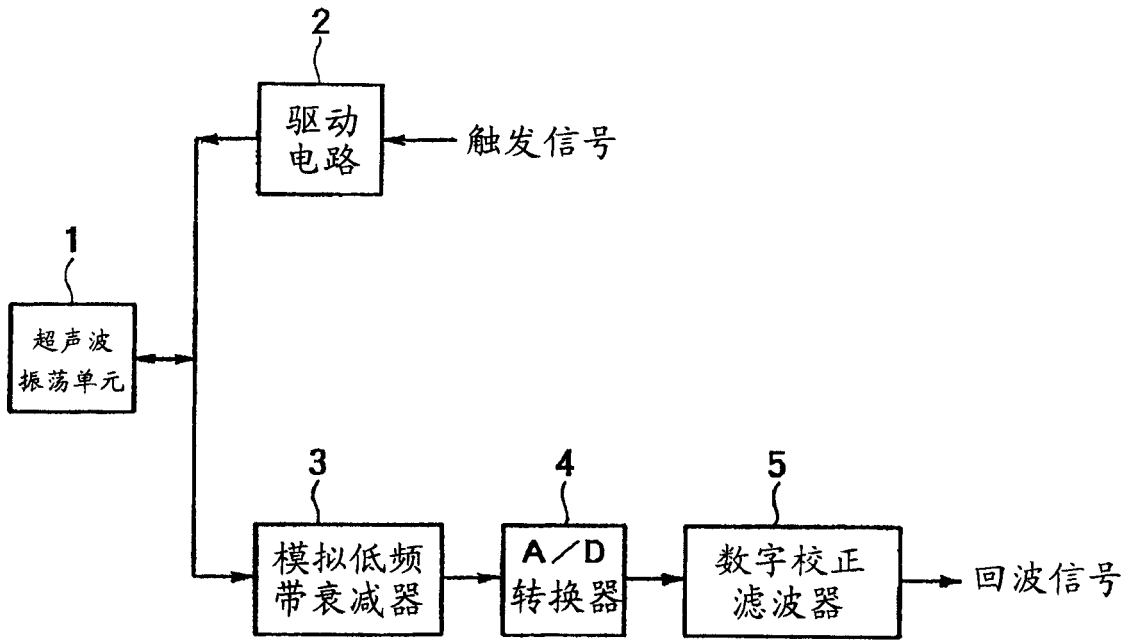 2
驱动
电路
触发信号
1
超声波
振荡单元
3
模拟低频
带衰减器
4
A/D
转换器
5
数字校正
滤波器
回波信号